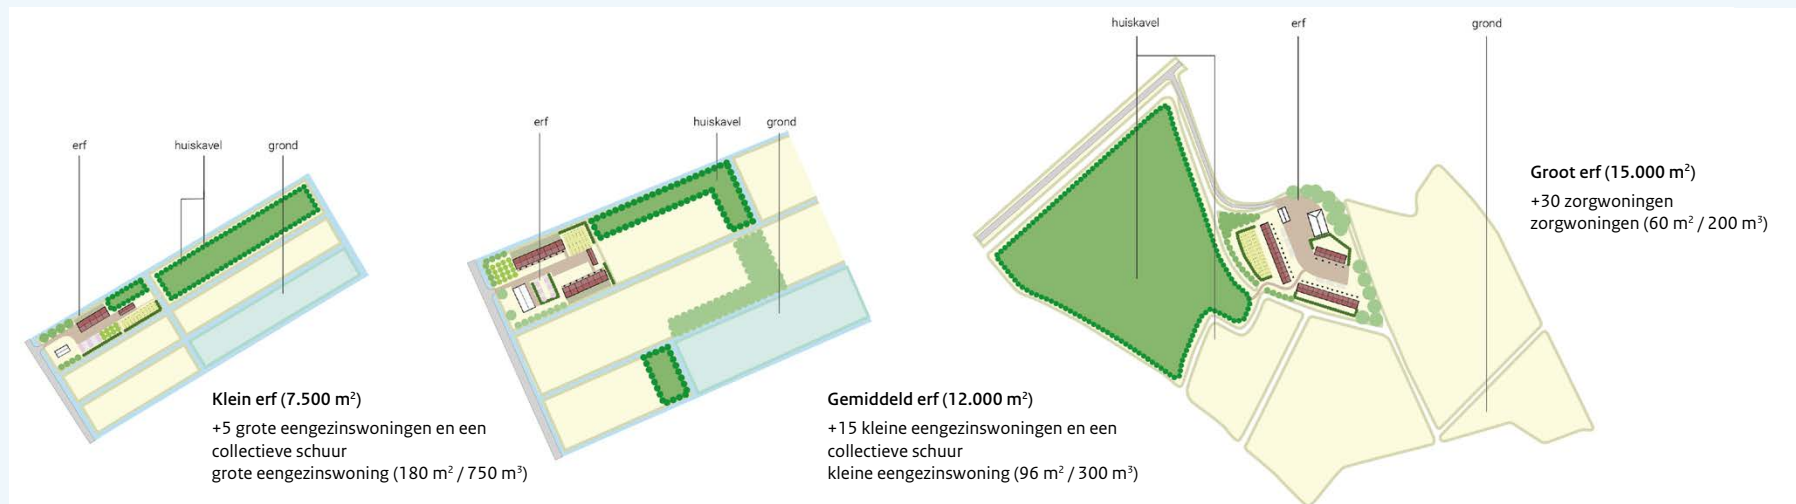 erf
huiskavel
grond
Klein erf (7.500 m²)
+5 grote eengezinswoningen en een
collectieve schuur
grote eengezinswoning (180 m² / 750 m³)
erf
huiskavel
grond
Gemiddeld erf (12.000 m²)
+15 kleine eengezinswoningen en een
collectieve schuur
kleine eengezinswoning (96 m² / 300 m³)
huiskavel
erf
grond
Groot erf (15.000 m²)
+30 zorgwoningen
zorgwoningen (60 m² / 200 m³)